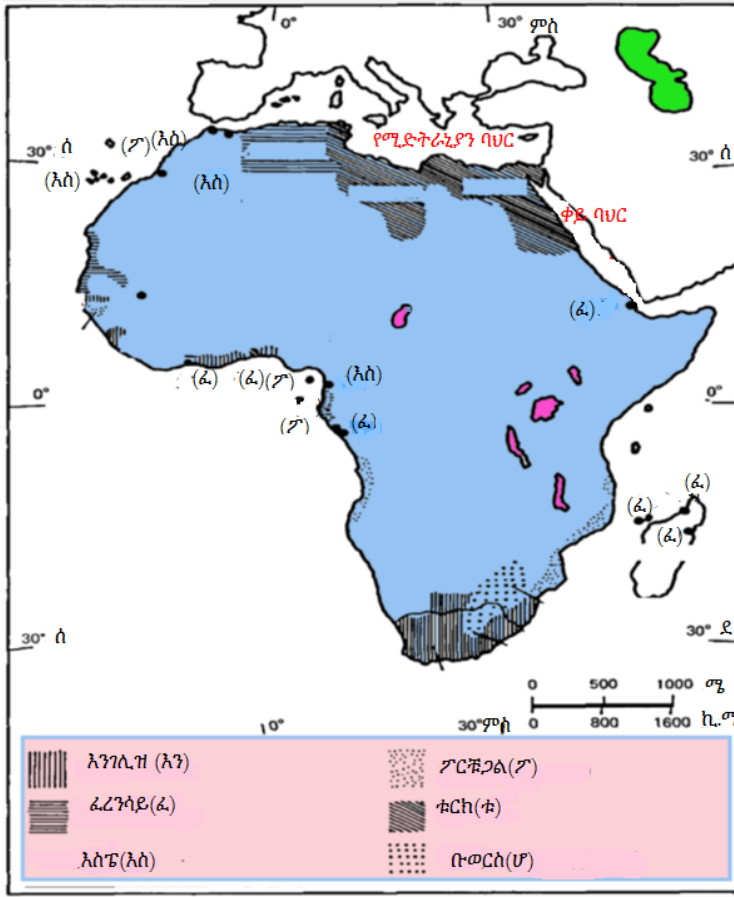 0° 30° ምስ
የሚድትራኒያን ባህር
30° ሰ (ፖ) (እስ) 30° ሰ
(እስ) (እስ)
ቀይ ባህር
(ፈ)
(ፈ) (ፈ) (ፖ) (እስ)
0° 0°
(ፖ) (ፈ)
(ፈ)
(ፈ)
(ፈ)
30° ሰ 30° ደ
0 500 1000 ሜ
10° 30° ምስ 0 800 1600 ኪ.ሜ
እንገሊዝ (እን) ፖርቹጋል(ፖ)
ፈረንሳይ(ፈ) ቱርክ(ቱ)
እስፔ(እስ) ቡወርስ(ሆ)